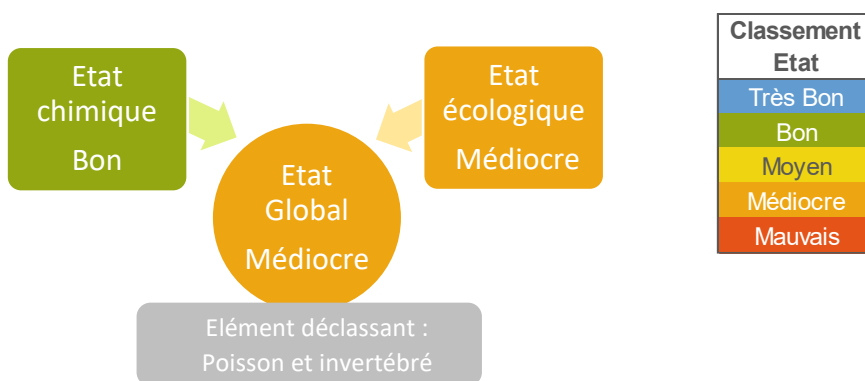 Etat
chimique
Bon
Etat
écologique
Médiocre
Etat
Global
Médiocre
Elément déclassant :
Poisson et invertébré
Classement
Etat
Très Bon
Bon
Moyen
Médiocre
Mauvais